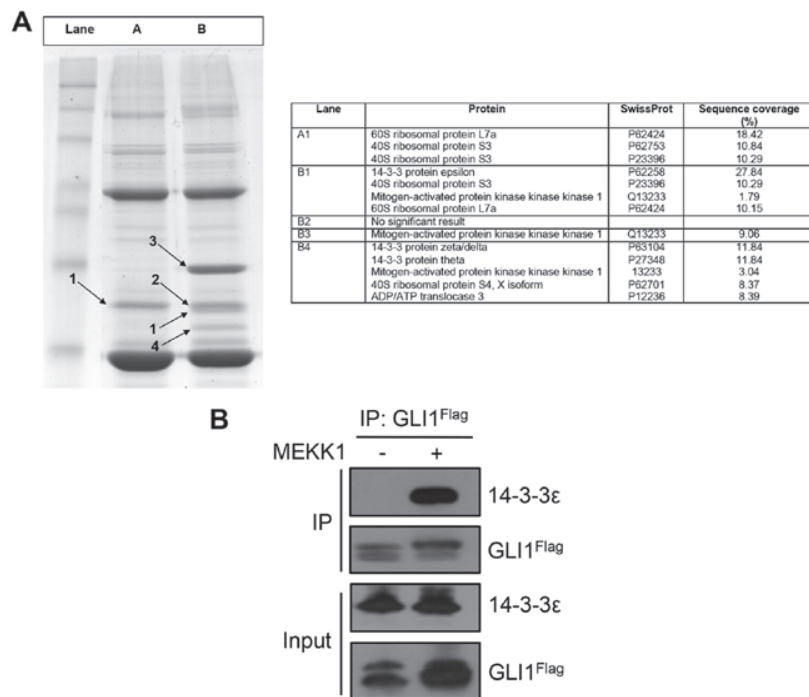 A
Lane A B
3
1
2
1
4
Lane Protein SwissProt Sequence coverage
(%)
A1 60S ribosomal protein L7a P62424 18.42
40S ribosomal protein S3 P62753 10.84
40S ribosomal protein S3 P23396 10.29
B1 14-3-3 protein epsilon P62258 27.84
40S ribosomal protein S3 P23396 10.29
Mitogen-activated protein kinase kinase kinase 1 Q13233 1.79
60S ribosomal protein L7a P62424 10.15
B2 No significant result
B3 Mitogen-activated protein kinase kinase kinase 1 Q13233 9.06
B4 14-3-3 protein zeta/delta P63104 11.84
14-3-3 protein theta P27348 11.84
Mitogen-activated protein kinase kinase kinase 1 13233 3.04
40S ribosomal protein S4, X isoform P62701 8.37
ADP/ATP translocase 3 P12236 8.39
B
IP: GLI1Flag
MEKK1 - +
IP
14-3-3ε
GLI1Flag
Input
14-3-3ε
GLI1Flag